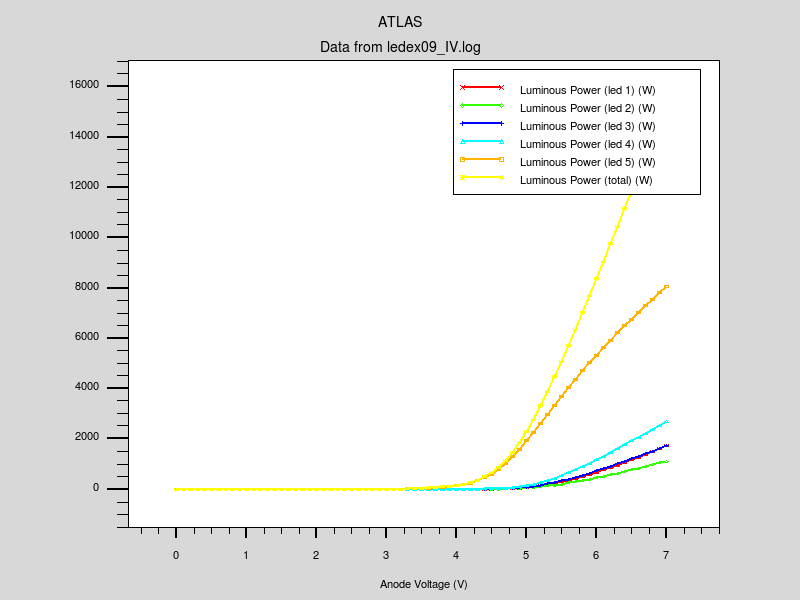 ATLAS
Data from ledex09_IV.log
Luminous Power (led 1) (W)
Luminous Power (led 2) (W)
Luminous Power (led 3) (W)
Luminous Power (led 4) (W)
Luminous Power (led 5) (W)
Luminous Power (total) (W)
16000
14000
12000
10000
8000
6000
4000
2000
0
0 1 2 3 4 5 6 7
Anode Voltage (V)